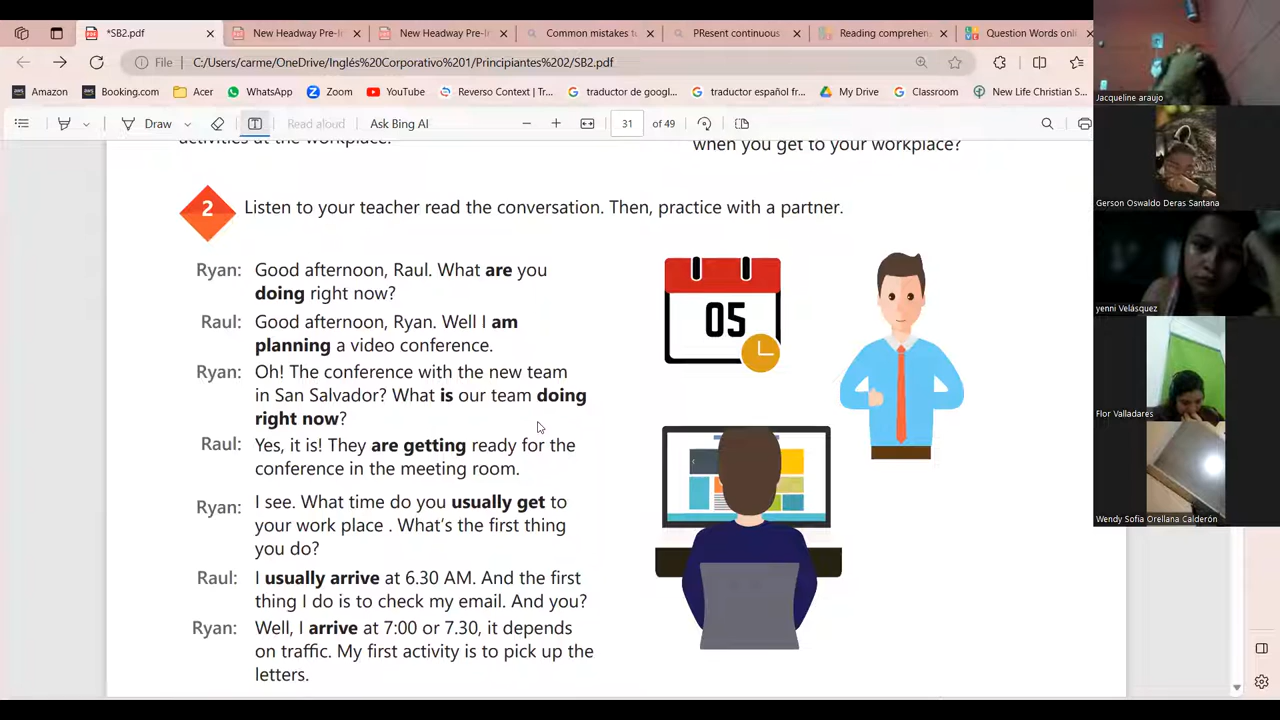 *SB2.pdf
New Headway Pre-In
New Headway Pre-In
Common mistakes to
PResent continuous
Reading comprehens
Question Words onli
File
C:/Users/carme/OneDrive/Inglés%20Corporativo%201/Principiantes%202/SB2.pdf
Amazon
Booking.com
Acer
WhatsApp
YouTube
Zoom
Reverso Context | Tr...
traductor de googl...
traductor español fr...
My Drive
Classroom
New Life Christian S...
Draw
Read aloud
Ask Bing AI
31 of 49
activities at the workplace.
when you get to your workplace?
2 Listen to your teacher read the conversation. Then, practice with a partner.
Ryan: Good afternoon, Raul. What are you
doing right now?
Raul: Good afternoon, Ryan. Well I am
planning a video conference.
Ryan: Oh! The conference with the new team
in San Salvador? What is our team doing
right now?
Raul: Yes, it is! They are getting ready for the
conference in the meeting room.
Ryan: I see. What time do you usually get to
your work place . What's the first thing
you do?
Raul: I usually arrive at 6.30 AM. And the first
thing I do is to check my email. And you?
Ryan: Well, I arrive at 7:00 or 7.30, it depends
on traffic. My first activity is to pick up the
letters.
05
Jacqueline araujo
Gerson Oswaldo Deras Santana
yenni Velásquez
Flor Valladares
Wendy Sofia Orellana Calderón